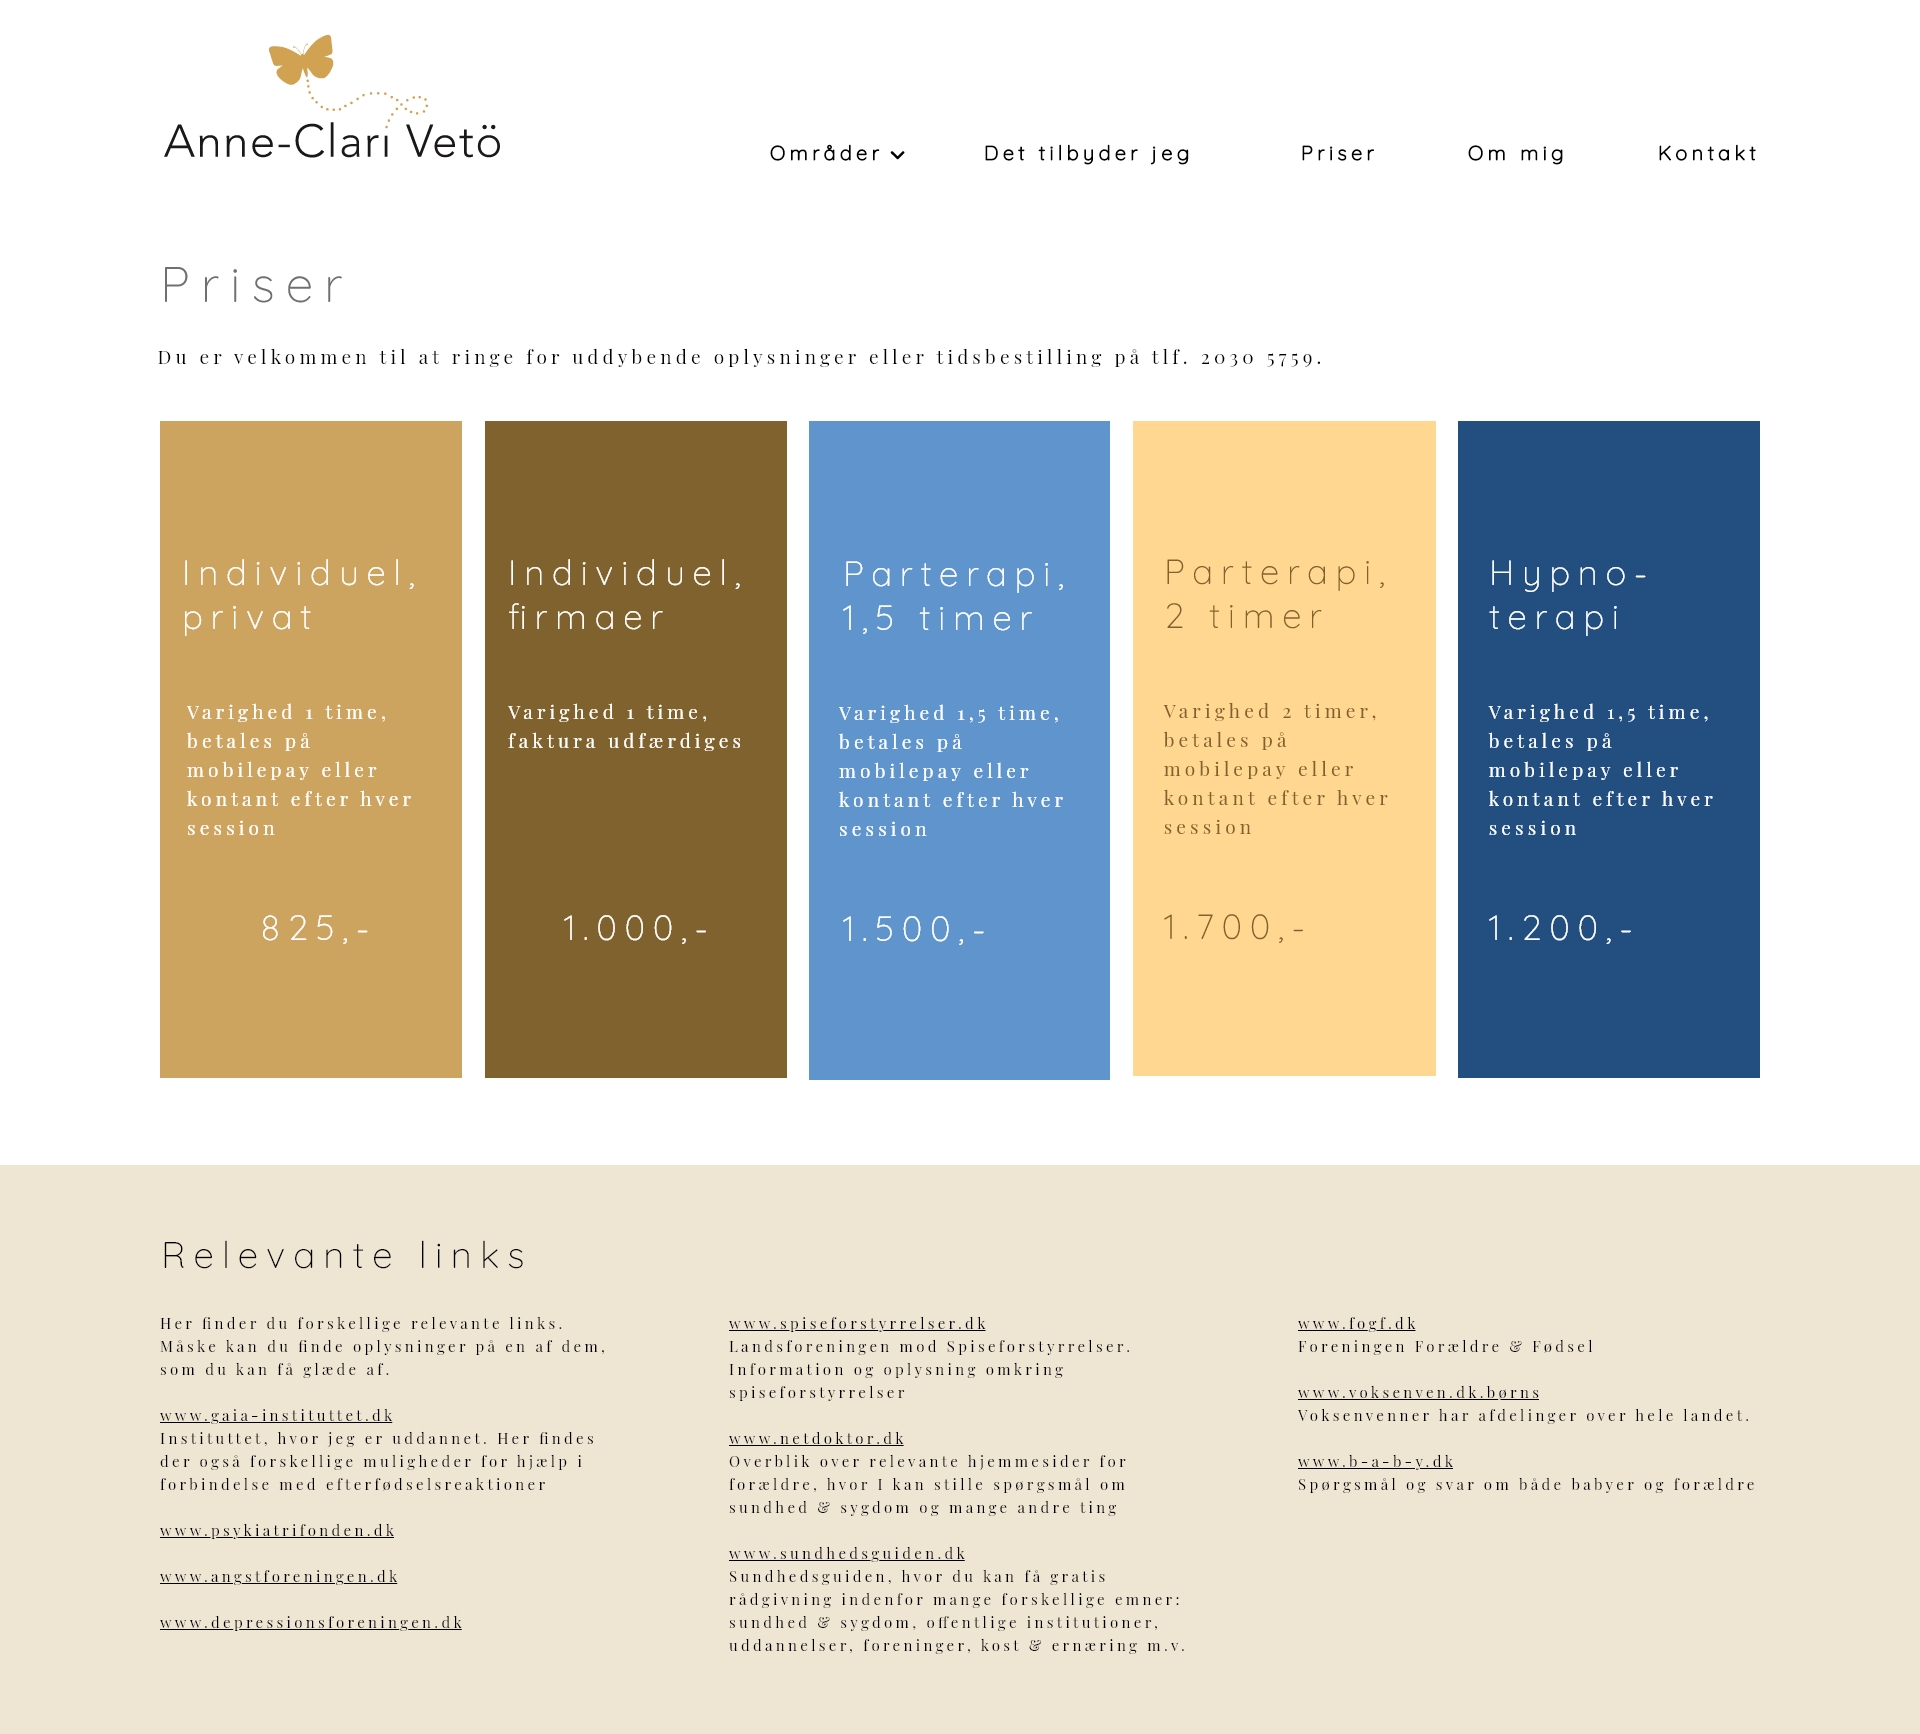 Anne-Clari Vetö
Områder
Det tilbyder jeg
Priser
Om mig
Kontakt
Priser
Du er velkommen til at ringe for uddybende oplysninger eller tidsbestilling på tlf. 2030 5759.
Individuel,
privat
Varighed 1 time,
betales på
mobilepay eller
kontant efter hver
session
825,-
Individuel,
firmaer
Varighed 1 time,
faktura udfærdiges
1.000,-
Parterapi,
1,5 timer
Varighed 1,5 time,
betales på
mobilepay eller
kontant efter hver
session
1.500,-
Parterapi,
2 timer
Varighed 2 timer,
betales på
mobilepay eller
kontant efter hver
session
1.700,-
Hypno-
terapi
Varighed 1,5 time,
betales på
mobilepay eller
kontant efter hver
session
1.200,-
Relevante links
Her finder du forskellige relevante links.
Måske kan du finde oplysninger på en af dem,
som du kan få glæde af.
www.gaia-instituttet.dk
Instituttet, hvor jeg er uddannet. Her findes
der også forskellige muligheder for hjælp i
forbindelse med efterfødselsreaktioner
www.psykiatrifonden.dk
www.angstforeningen.dk
www.depressionsforeningen.dk
www.spiseforstyrrelser.dk
Landsforeningen mod Spiseforstyrrelser.
Information og oplysning omkring
spiseforstyrrelser
www.netdoktor.dk
Overblik over relevante hjemmesider for
forældre, hvor I kan stille spørgsmål om
sundhed & sygdom og mange andre ting
www.sundhedsguiden.dk
Sundhedsguiden, hvor du kan få gratis
rådgivning indenfor mange forskellige emner:
sundhed & sygdom, offentlige institutioner,
uddannelser, foreninger, kost & ernæring m.v.
www.fogf.dk
Foreningen Forældre & Fødsel
www.voksenven.dk.børns
Voksenvenner har afdelinger over hele landet.
www.b-a-b-y.dk
Spørgsmål og svar om både babyer og forældre